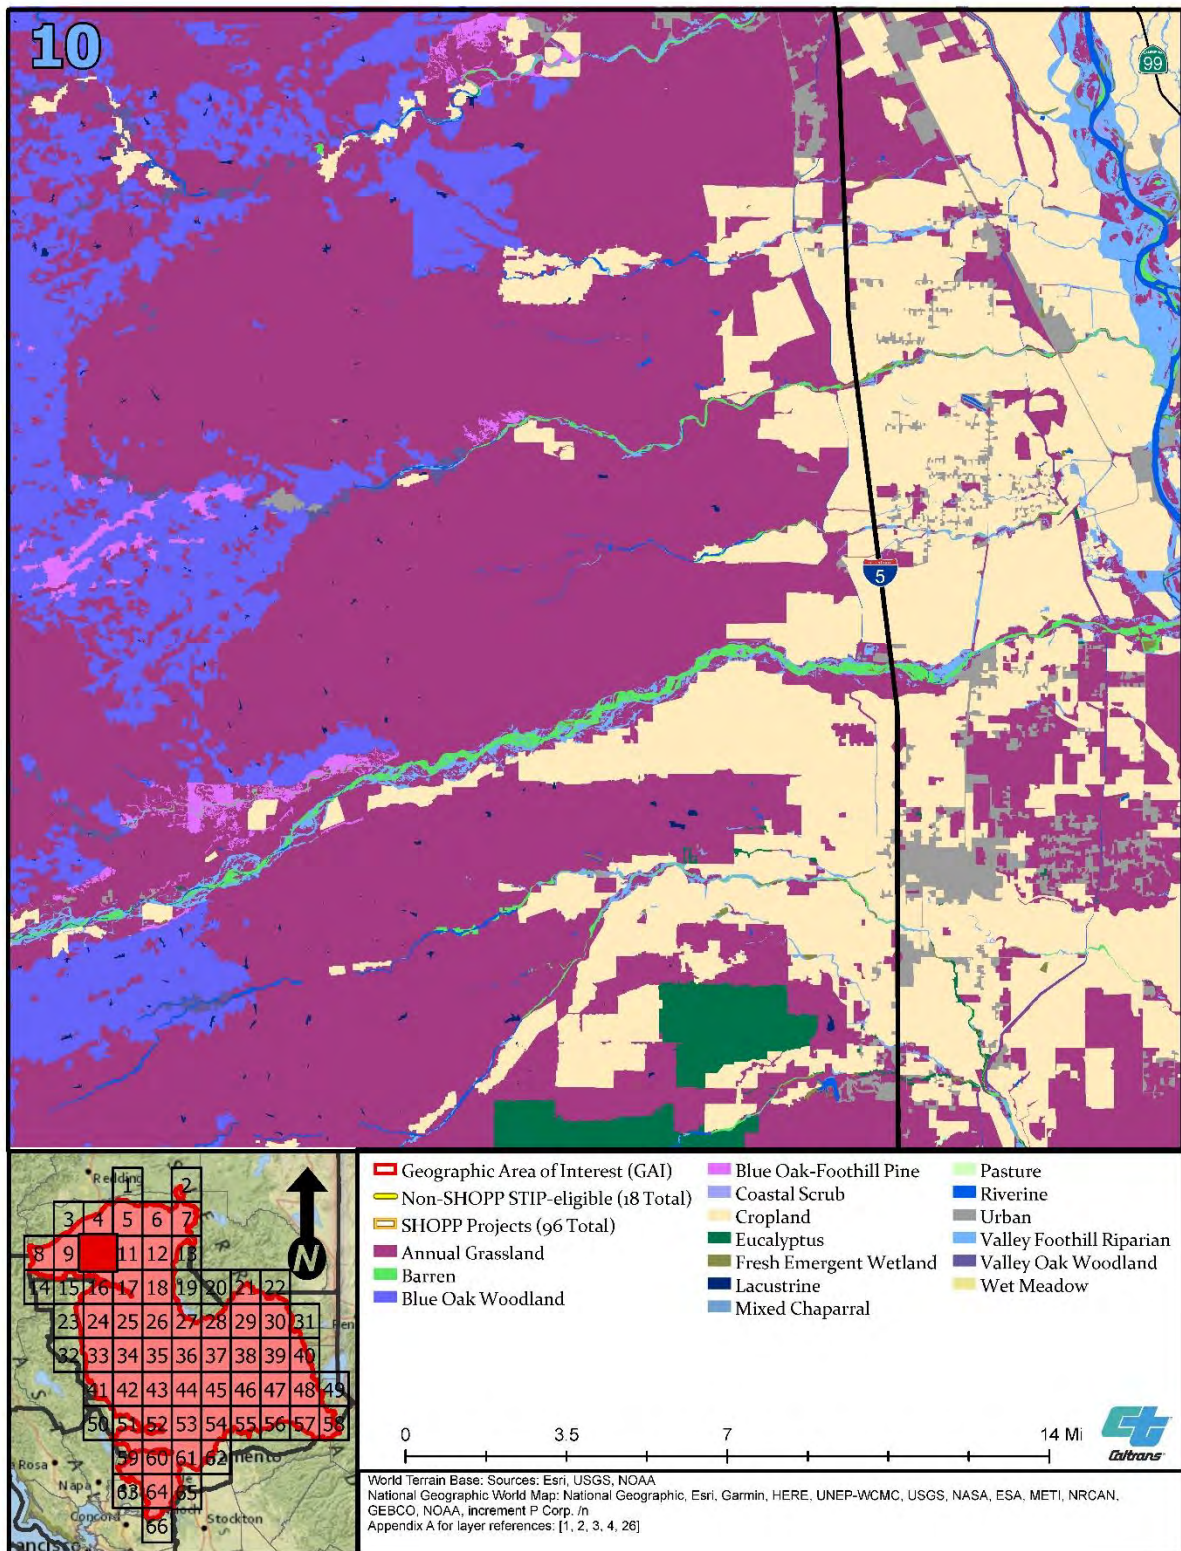 10
CALIFORNIA
99
5
Geographic Area of Interest (GAI)
Non-SHOPP STIP-eligible (18 Total)
SHOPP Projects (96 Total)
Annual Grassland
Barren
Blue Oak Woodland
Blue Oak-Foothill Pine
Coastal Scrub
Cropland
Eucalyptus
Fresh Emergent Wetland
Lacustrine
Mixed Chaparral
Pasture
Riverine
Urban
Valley Foothill Riparian
Valley Oak Woodland
Wet Meadow
N
Redding
1 2
3 4 5 6 7
8 9 11 12 13
14 15 16 17 18 19 20 21 22
23 24 25 26 27 28 29 30 31
32 33 34 35 36 37 38 39 40
41 42 43 44 45 46 47 48 49
50 51 52 53 54 55 56 57 58
59 60 61 62 amento
Rosa
Napa 63 64 65
Concord Stockton
66
ancisco
0 3.5 7 14 Mi
Caltrans
World Terrain Base: Sources: Esri, USGS, NOAA
National Geographic World Map: National Geographic, Esri, Garmin, HERE, UNEP-WCMC, USGS, NASA, ESA, METI, NRCAN,
GEBCO, NOAA, increment P Corp. /n
Appendix A for layer references: [1, 2, 3, 4, 26]